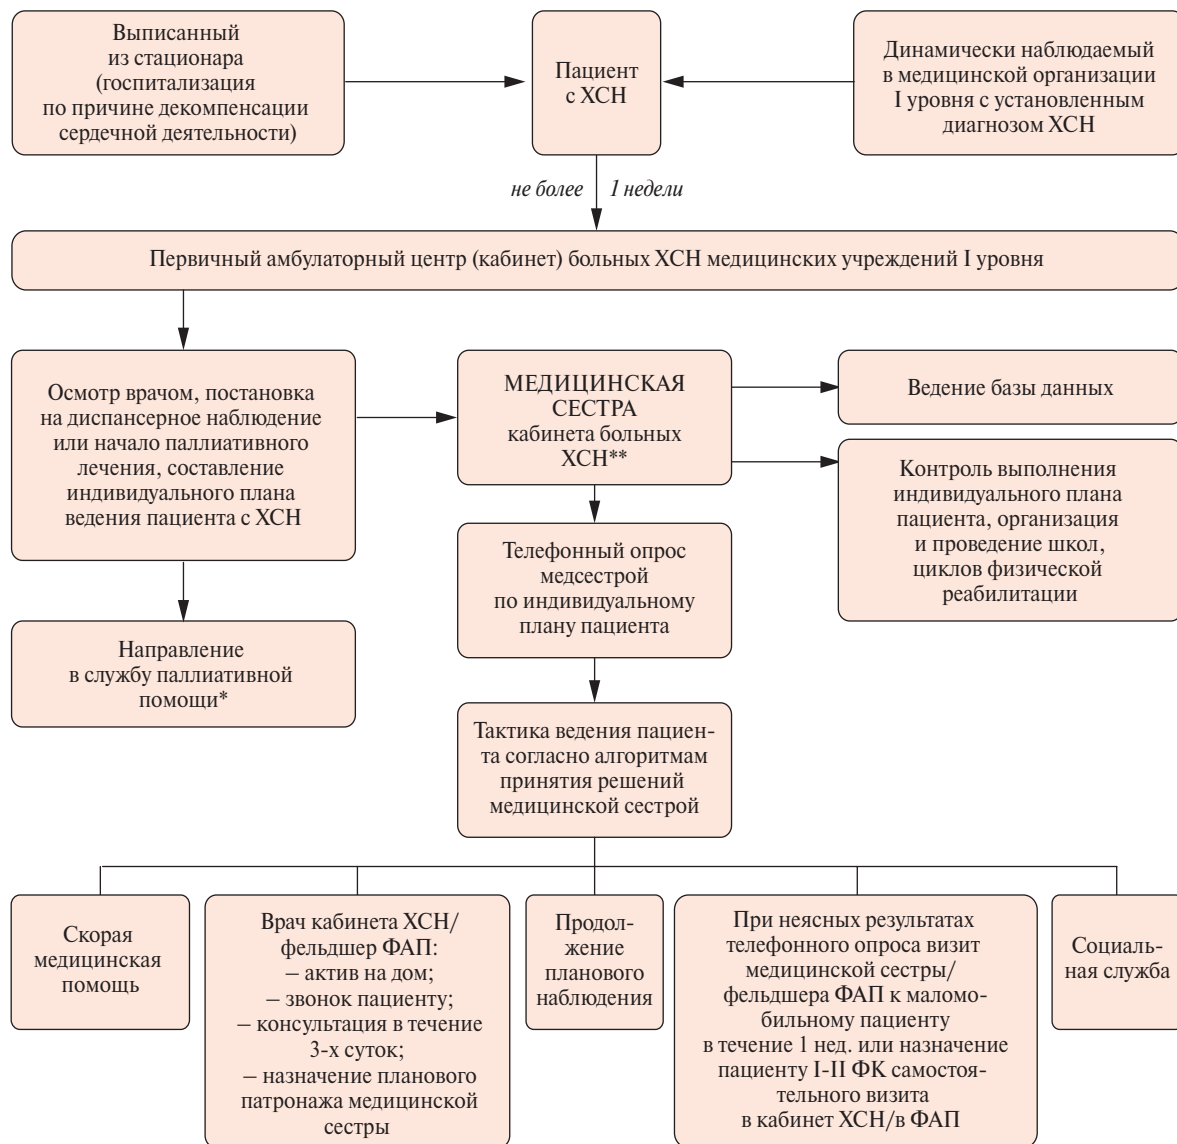 Выписанный
из стационара
(госпитализация
по причине декомпенсации
сердечной деятельности)
Пациент
с ХСН
Динамически наблюдаемый
в медицинской организации
I уровня с установленным
диагнозом ХСН
не более 1 недели
Первичный амбулаторный центр (кабинет) больных ХСН медицинских учреждений I уровня
Осмотр врачом, постановка
на диспансерное наблюдение
или начало паллиативного
лечения, составление
индивидуального плана
ведения пациента с ХСН
МЕДИЦИНСКАЯ
СЕСТРА
кабинета больных
ХСН**
Ведение базы данных
Контроль выполнения
индивидуального плана
пациента, организация
и проведение школ,
циклов физической
реабилитации
Телефонный опрос
медсестрой
по индивидуальному
плану пациента
Направление
в службу паллиативной
помощи*
Тактика ведения пациен-
та согласно алгоритмам
принятия решений
медицинской сестрой
Скорая
медицинская
помощь
Врач кабинета ХСН/
фельдшер ФАП:
– актив на дом;
– звонок пациенту;
– консультация в течение
3-х суток;
– назначение планового
патронажа медицинской
сестры
Продол-
жение
планового
наблюдения
При неясных результатах
телефонного опроса визит
медицинской сестры/
фельдшера ФАП к маломо-
бильному пациенту
в течение 1 нед. или назначение
пациенту I-II ФК самостоя-
тельного визита
в кабинет ХСН/в ФАП
Социаль-
ная служба